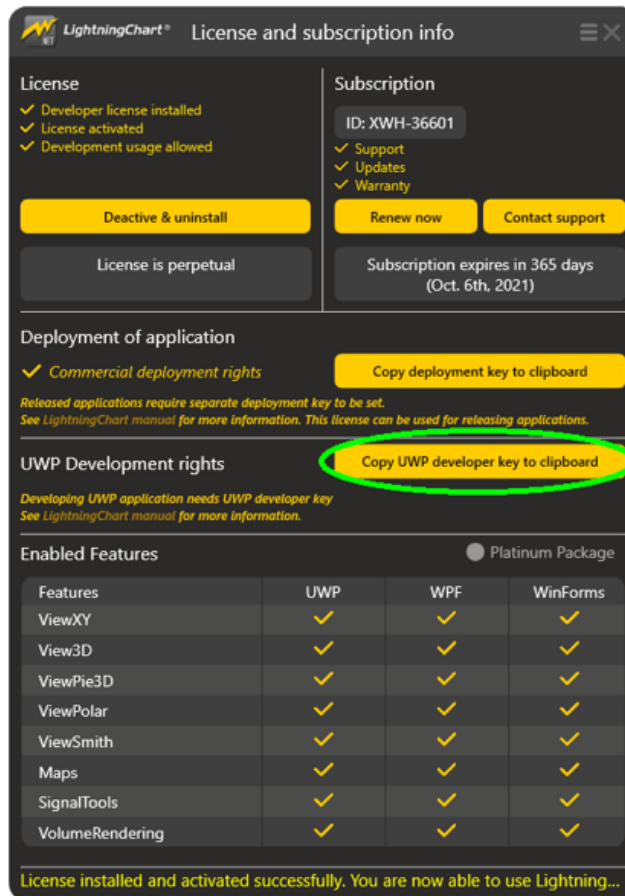 LightningChart® License and subscription info
.NET
License
Developer license installed
License activated
Development usage allowed
Deactive & uninstall
License is perpetual
Subscription
ID: XWH-36601
Support
Updates
Warranty
Renew now Contact support
Subscription expires in 365 days
(Oct. 6th, 2021)
Deployment of application
Commercial deployment rights Copy deployment key to clipboard
Released applications require separate deployment key to be set.
See LightningChart manual for more information. This license can be used for releasing applications.
UWP Development rights Copy UWP developer key to clipboard
Developing UWP application needs UWP developer key
See LightningChart manual for more information.
Enabled Features Platinum Package
Features UWP WPF WinForms
ViewXY
View3D
ViewPie3D
ViewPolar
ViewSmith
Maps
SignalTools
VolumeRendering
License installed and activated successfully. You are now able to use Lightning...